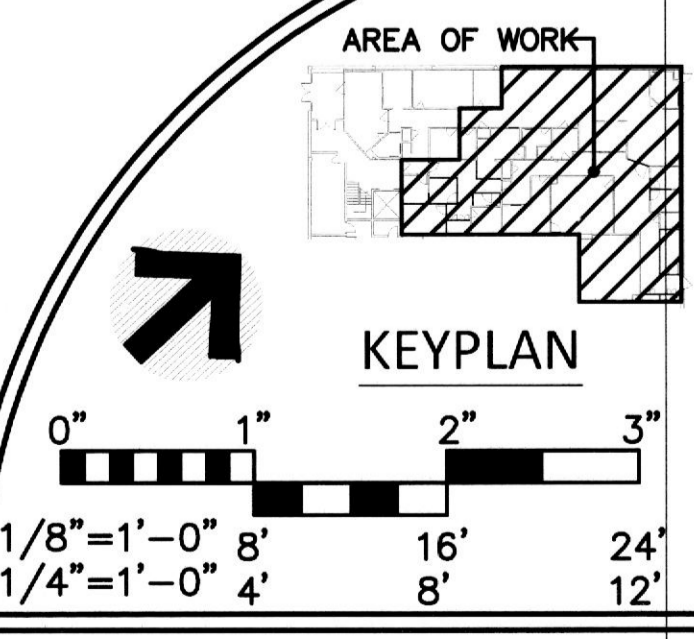 AREA OF WORK
KEYPLAN
0" 1" 2" 3"
1/8"=1'-0" 8' 16' 24'
1/4"=1'-0" 4' 8' 12'